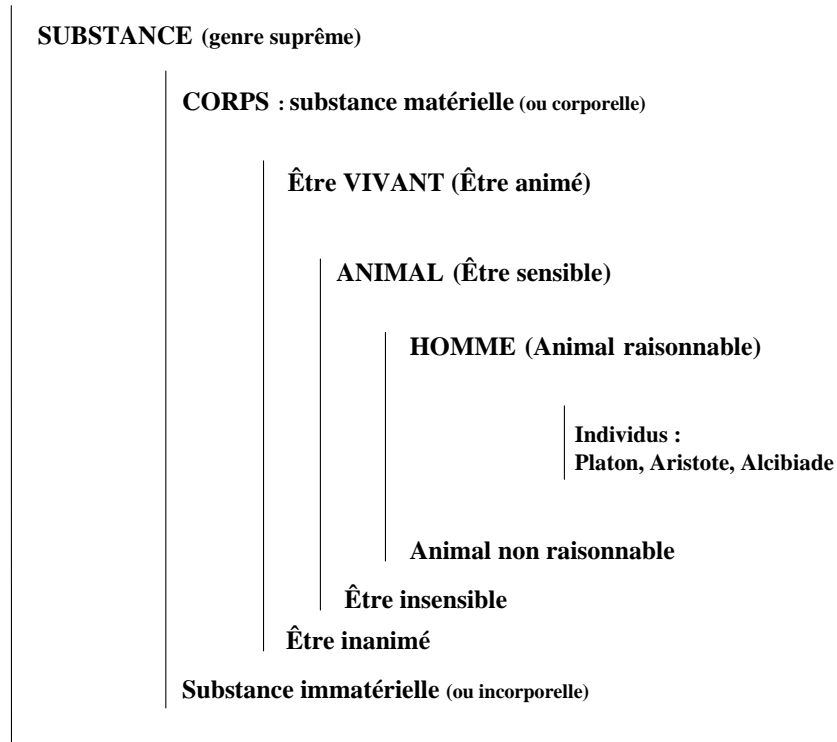 SUBSTANCE (genre suprême)
CORPS : substance matérielle (ou corporelle)
Être VIVANT (Être animé)
ANIMAL (Être sensible)
HOMME (Animal raisonnable)
Individus :
Platon, Aristote, Alcibiade
Animal non raisonnable
Être insensible
Être inanimé
Substance immatérielle (ou incorporelle)